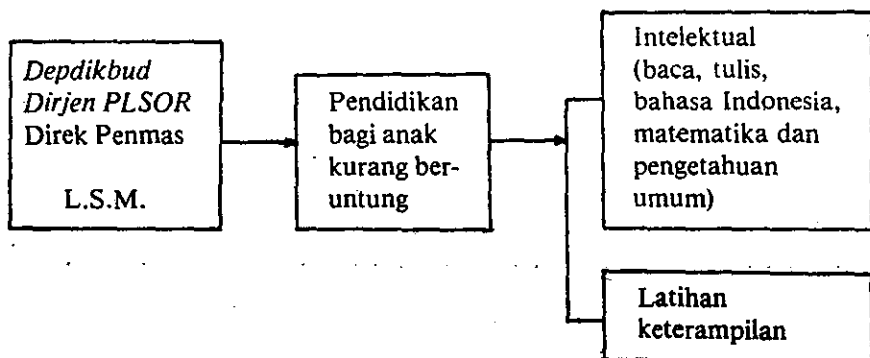 Depdikbud
Dirjen PLSOR
Direk Penmas
L.S.M.
Pendidikan
bagi anak
kurang ber-
untung
Intelektual
(baca, tulis,
bahasa Indonesia,
matematika dan
pengetahuan
umum)
Latihan
keterampilan